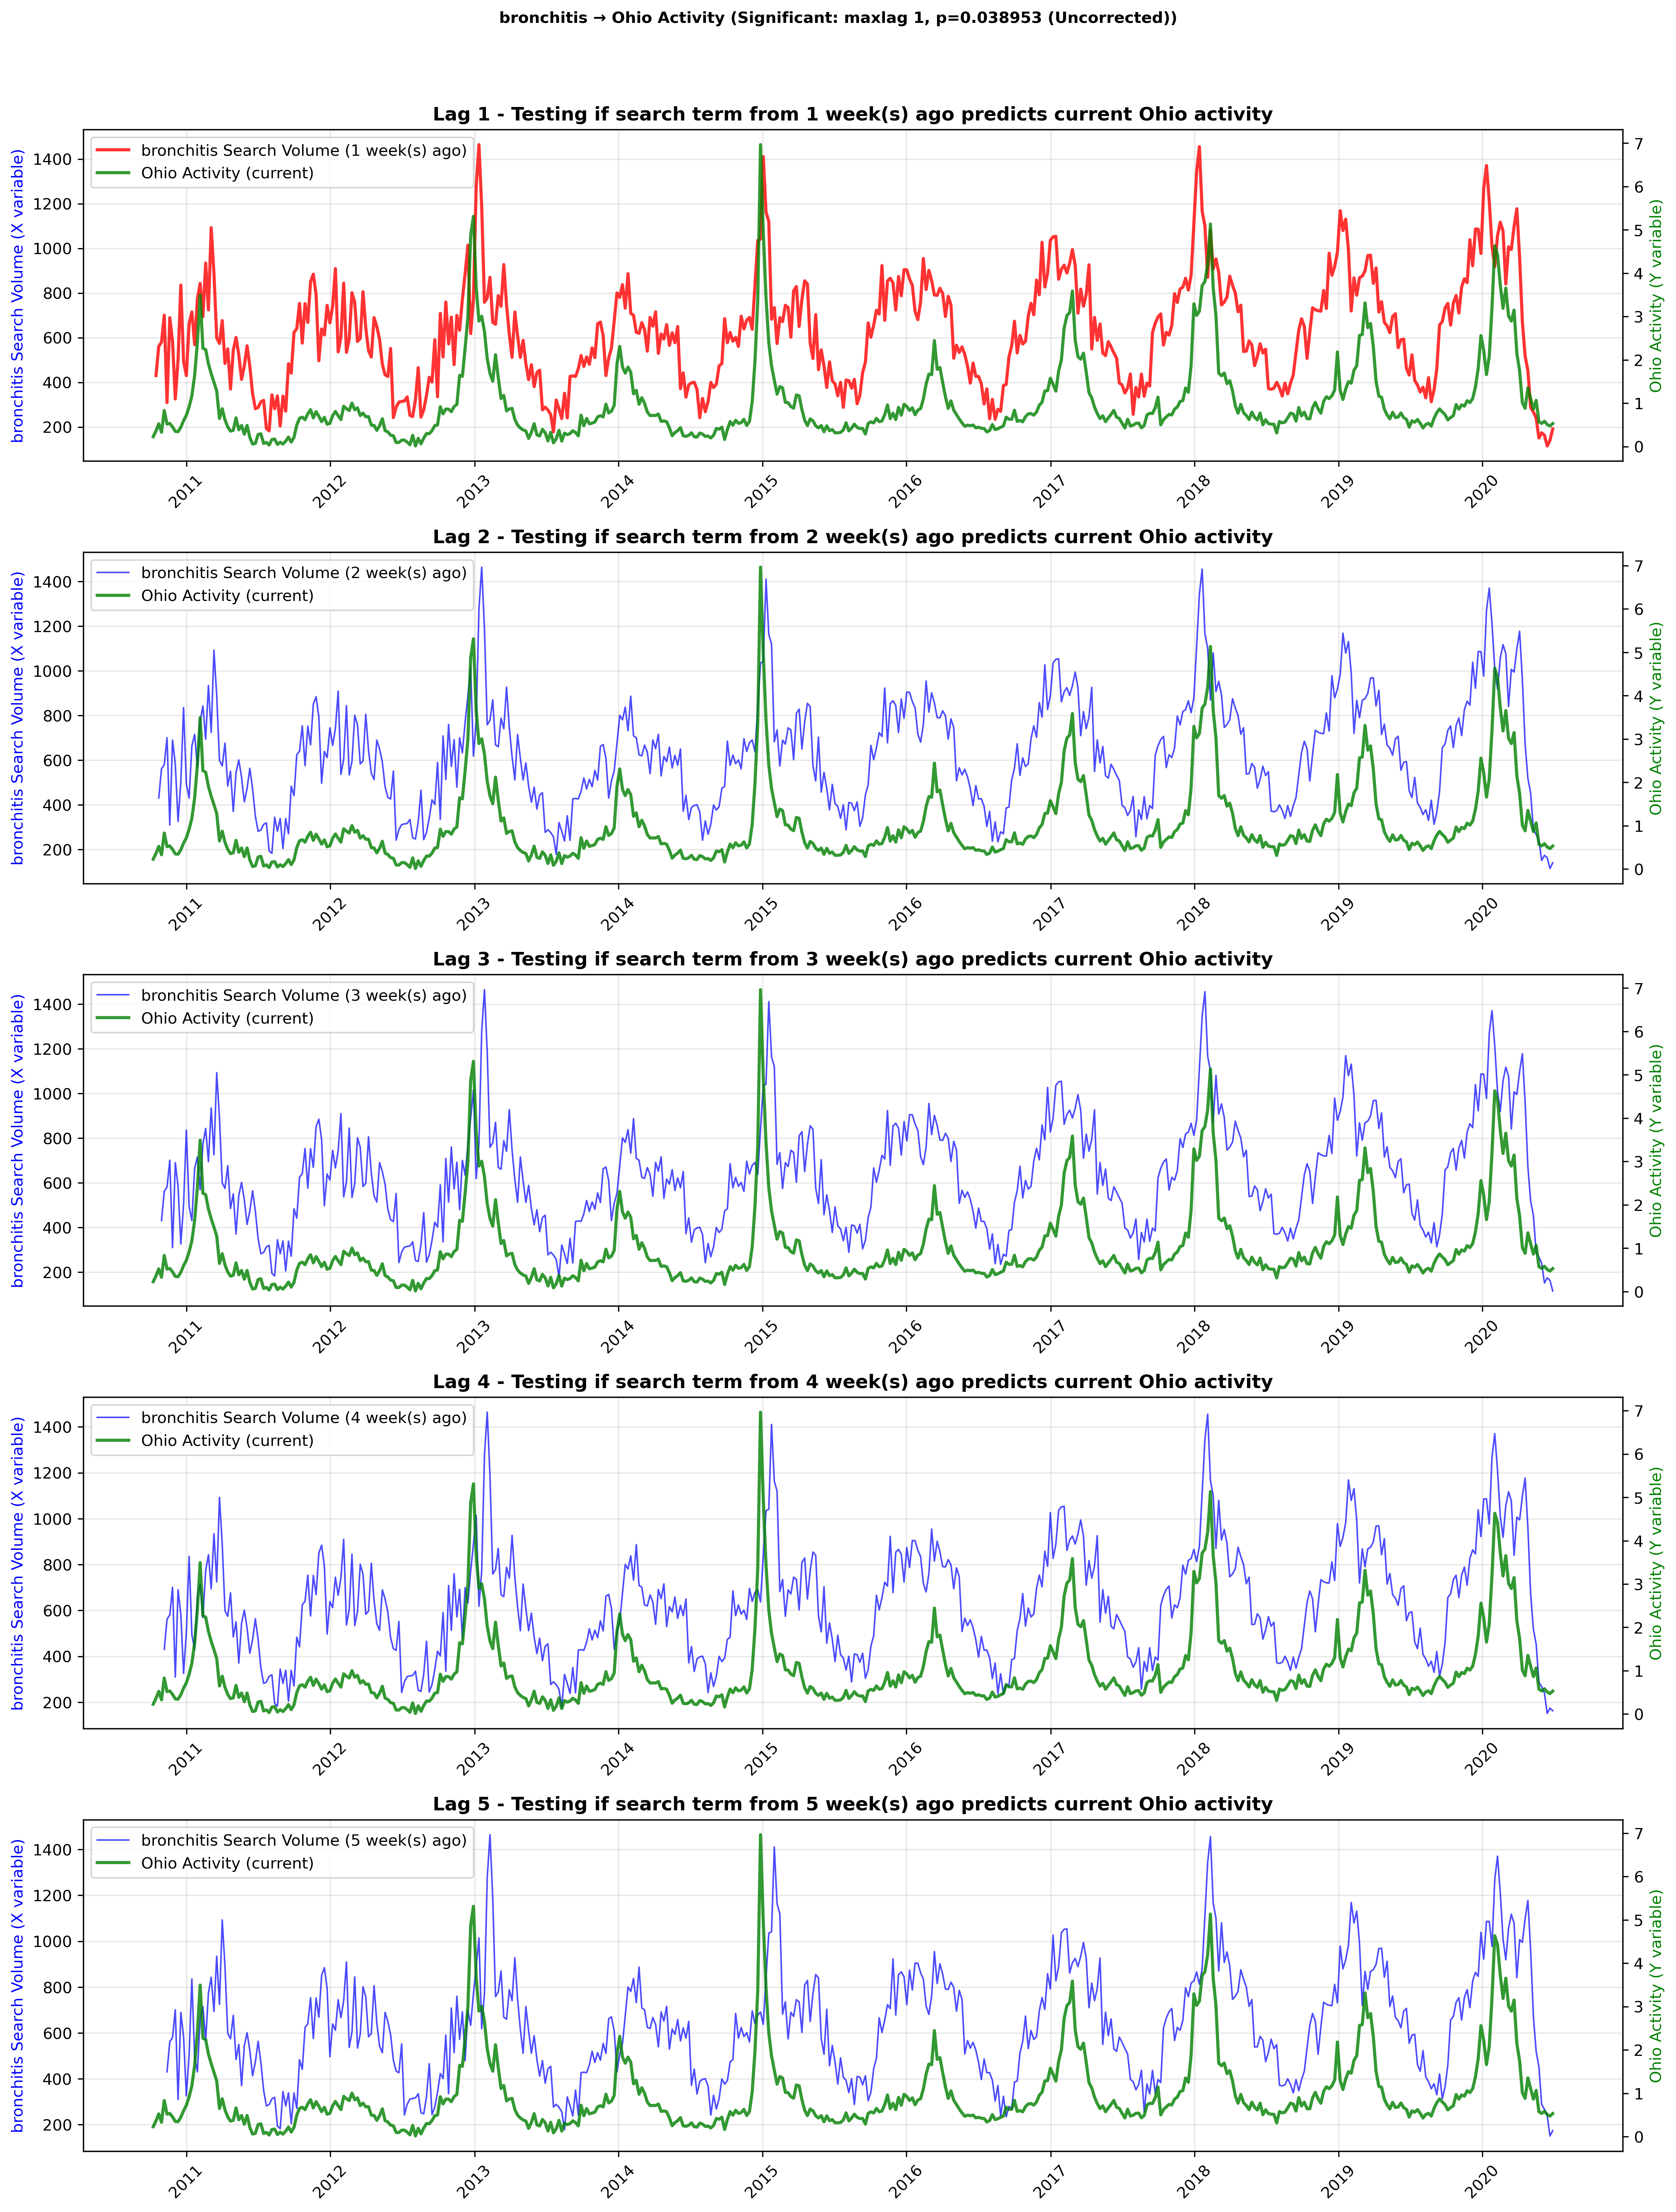 bronchitis → Ohio Activity (Significant: maxlag 1, p=0.038953 (Uncorrected))
Lag 1 - Testing if search term from 1 week(s) ago predicts current Ohio activity
bronchitis Search Volume (1 week(s) ago)
Ohio Activity (current)
bronchitis Search Volume (X variable)
1400
1200
1000
800
600
400
200
7
6
5
4
3
2
1
0
Ohio Activity (Y variable)
2011 2012 2013 2014 2015 2016 2017 2018 2019 2020
Lag 2 - Testing if search term from 2 week(s) ago predicts current Ohio activity
bronchitis Search Volume (2 week(s) ago)
Ohio Activity (current)
bronchitis Search Volume (X variable)
1400
1200
1000
800
600
400
200
7
6
5
4
3
2
1
0
Ohio Activity (Y variable)
2011 2012 2013 2014 2015 2016 2017 2018 2019 2020
Lag 3 - Testing if search term from 3 week(s) ago predicts current Ohio activity
bronchitis Search Volume (3 week(s) ago)
Ohio Activity (current)
bronchitis Search Volume (X variable)
1400
1200
1000
800
600
400
200
7
6
5
4
3
2
1
0
Ohio Activity (Y variable)
2011 2012 2013 2014 2015 2016 2017 2018 2019 2020
Lag 4 - Testing if search term from 4 week(s) ago predicts current Ohio activity
bronchitis Search Volume (4 week(s) ago)
Ohio Activity (current)
bronchitis Search Volume (X variable)
1400
1200
1000
800
600
400
200
7
6
5
4
3
2
1
0
Ohio Activity (Y variable)
2011 2012 2013 2014 2015 2016 2017 2018 2019 2020
Lag 5 - Testing if search term from 5 week(s) ago predicts current Ohio activity
bronchitis Search Volume (5 week(s) ago)
Ohio Activity (current)
bronchitis Search Volume (X variable)
1400
1200
1000
800
600
400
200
7
6
5
4
3
2
1
0
Ohio Activity (Y variable)
2011 2012 2013 2014 2015 2016 2017 2018 2019 2020